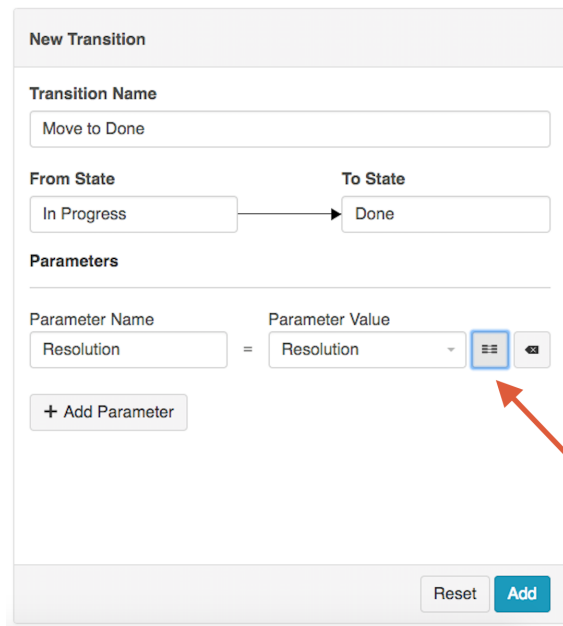 New Transition
Transition Name
Move to Done
From State To State
In Progress Done
Parameters
Parameter Name Parameter Value
Resolution = Resolution
+ Add Parameter
Reset Add